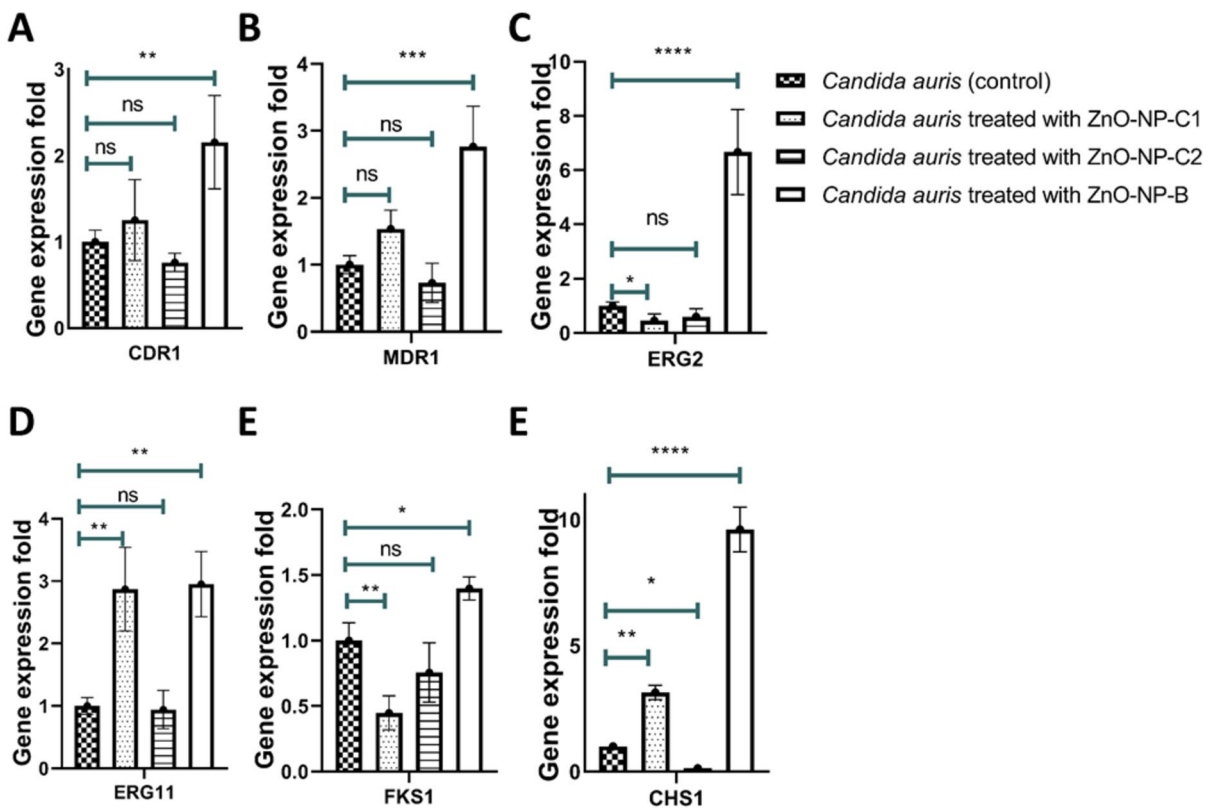 A
**
3
ns
ns
2
1
0
Gene expression fold
CDR1
B
***
4
ns
3
ns
2
1
0
Gene expression fold
MDR1
C
****
10
8
6
ns
4
*
2
0
Gene expression fold
ERG2
Candida auris (control)
Candida auris treated with ZnO-NP-C1
Candida auris treated with ZnO-NP-C2
Candida auris treated with ZnO-NP-B
D
**
ns
**
4
3
2
1
0
Gene expression fold
ERG11
E
*
ns
**
2.0
1.5
1.0
0.5
0.0
Gene expression fold
FKS1
E
****
*
**
10
5
0
Gene expression fold
CHS1